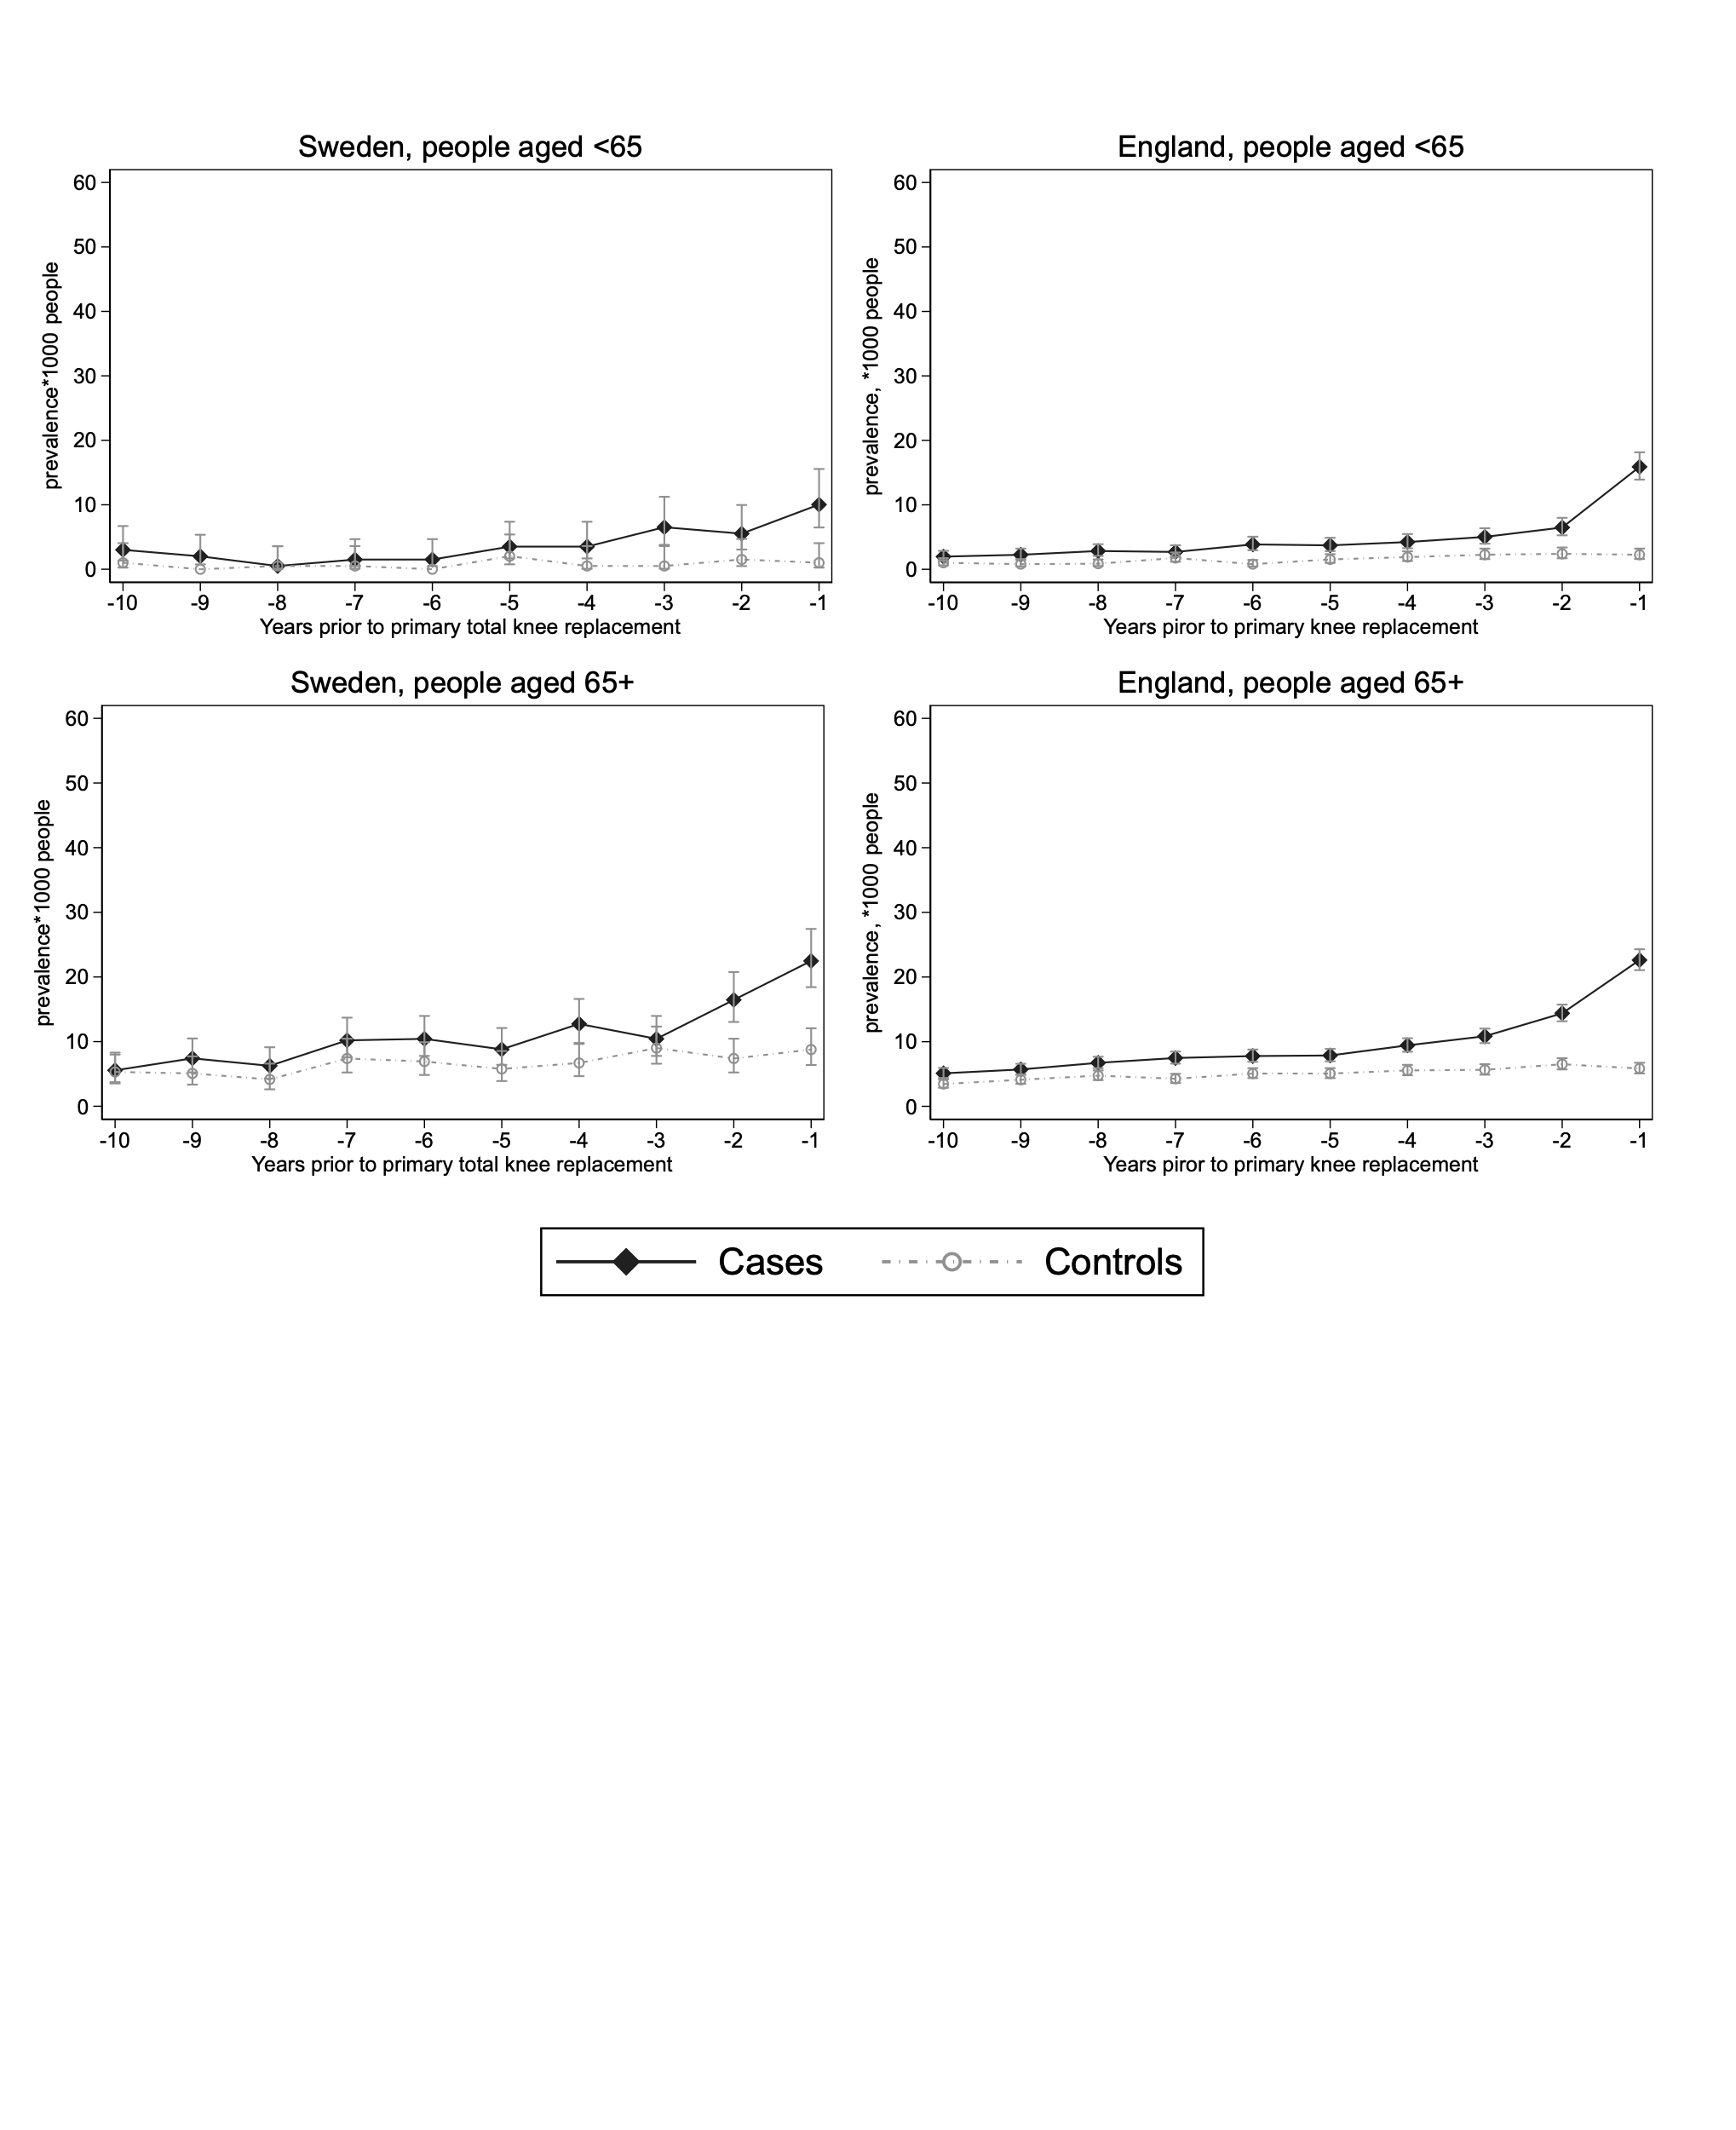 Sweden, people aged <65
prevalence*1000 people
60
50
40
30
20
10
0
-10 -9 -8 -7 -6 -5 -4 -3 -2 -1
Years prior to primary total knee replacement
England, people aged <65
prevalence, *1000 people
60
50
40
30
20
10
0
-10 -9 -8 -7 -6 -5 -4 -3 -2 -1
Years piror to primary knee replacement
Sweden, people aged 65+
prevalence*1000 people
60
50
40
30
20
10
0
-10 -9 -8 -7 -6 -5 -4 -3 -2 -1
Years prior to primary total knee replacement
England, people aged 65+
prevalence, *1000 people
60
50
40
30
20
10
0
-10 -9 -8 -7 -6 -5 -4 -3 -2 -1
Years piror to primary knee replacement
Cases Controls